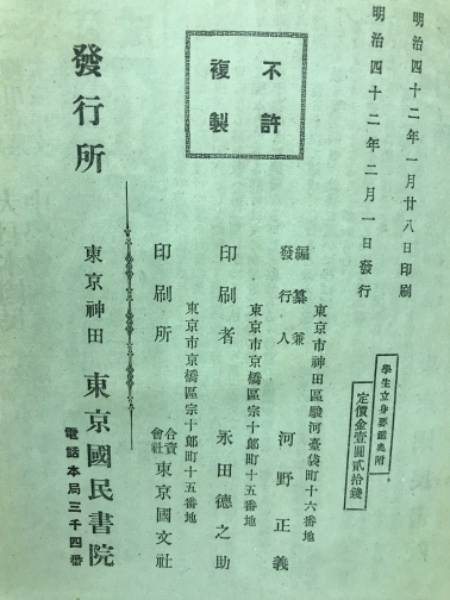 明治四十二年一月廿八日印刷
明治四十二年二月一日發行
不許
複製
學生立身要鑑奥附
定價金壹圓貳拾錢
東京市神田區駿河臺袋町十六番地
編纂兼
發行人
河野正義
東京市京橋區宗十郎町十五番地
印刷者
永田德之助
東京市京橋區宗十郎町十五番地
印刷所
合資
會社
東京國文社
發行所
東京神田
東京國民書院
電話本局三千四番